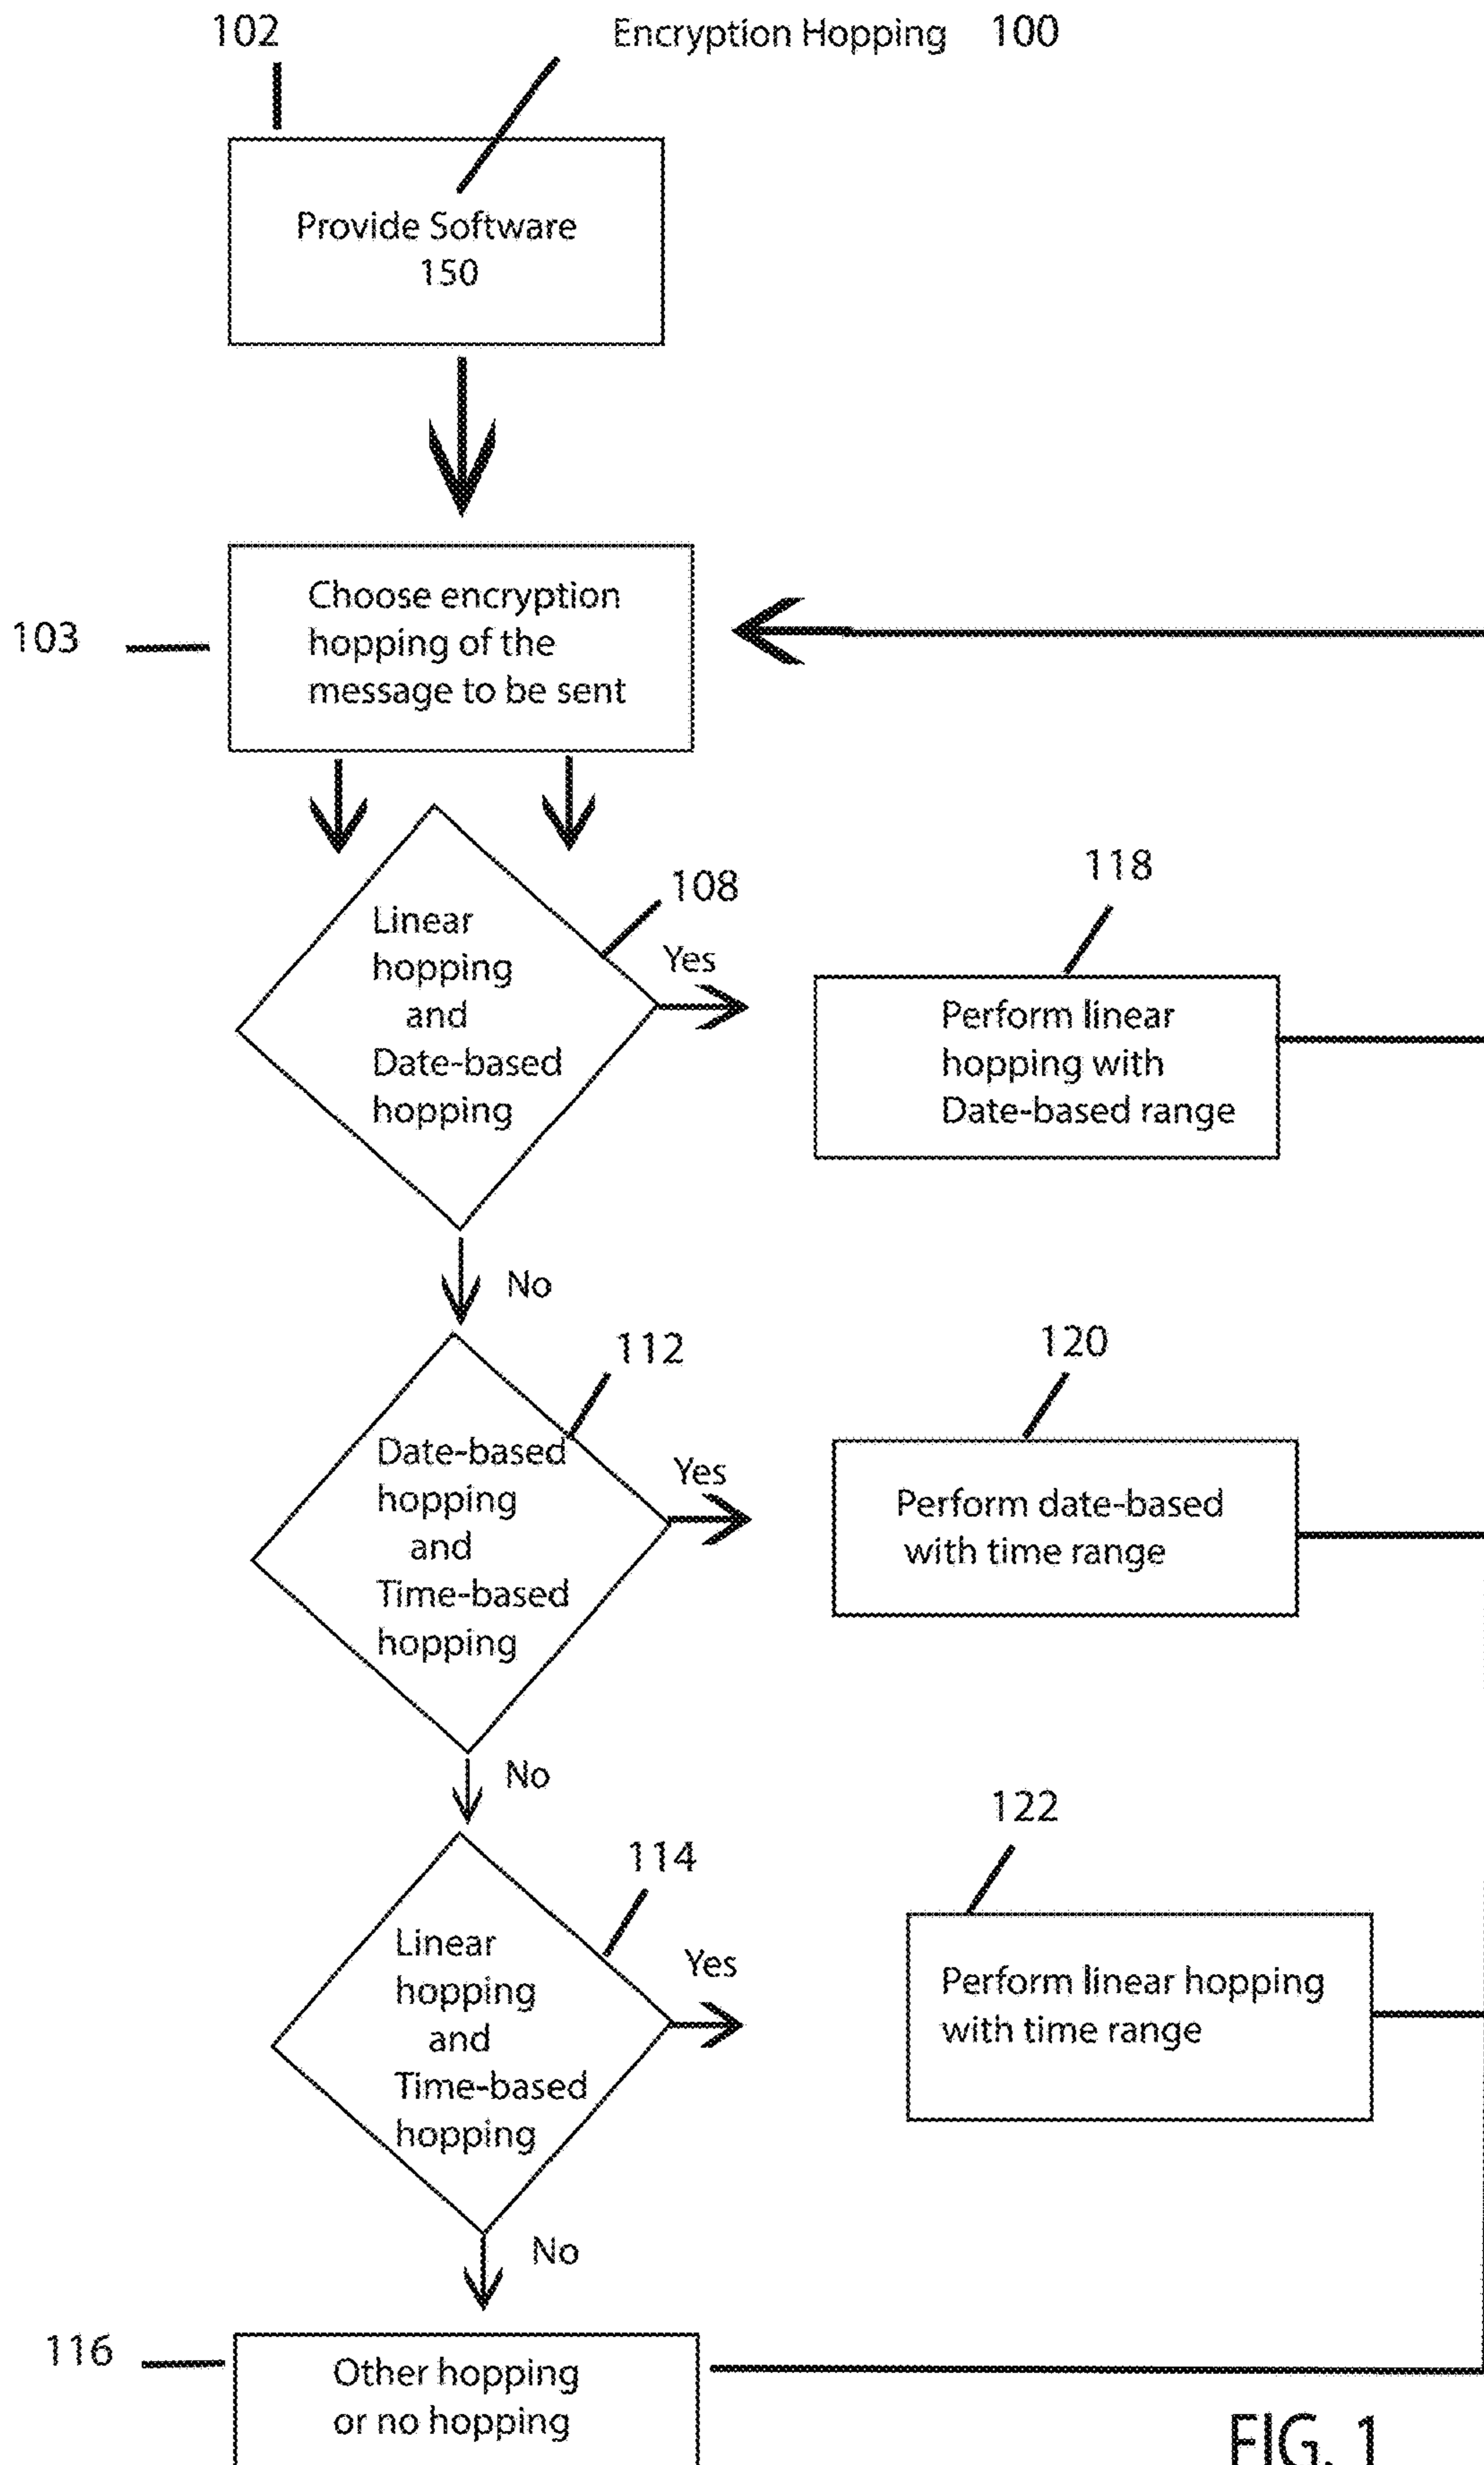 102
Encryption Hopping 100
Provide Software
150
103
Choose encryption
hopping of the
message to be sent
108
Linear
hopping
and
Date-based
hopping
Yes
118
Perform linear
hopping with
Date-based range
No
112
Date-based
hopping
and
Time-based
hopping
Yes
120
Perform date-based
with time range
No
114
Linear
hopping
and
Time-based
hopping
Yes
122
Perform linear hopping
with time range
No
116
Other hopping
or no hopping
FIG. 1